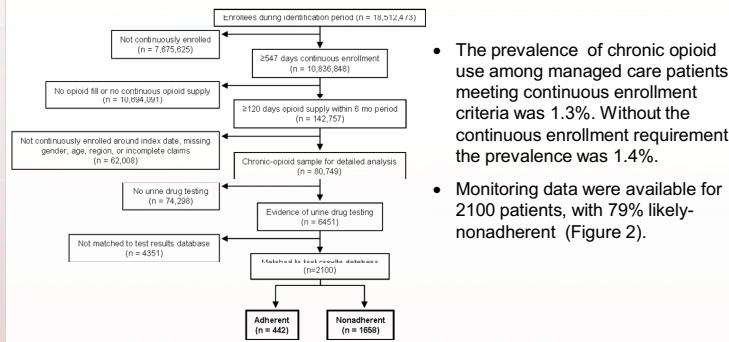 Enrollees during identification period (n = 18,512,473)
Not continuously enrolled
(n = 7,675,625)
≥547 days continuous enrollment
(n = 10,836,848)
No opioid fill or no continuous opioid supply
(n = 10,694,091)
≥120 days opioid supply within 6 mo period
(n = 142,757)
Not continuously enrolled around index date, missing
gender, age, region, or incomplete claims
(n = 62,008)
Chronic-opioid sample for detailed analysis
(n = 80,749)
No urine drug testing
(n = 74,298)
Evidence of urine drug testing
(n = 6451)
Not matched to test results database
(n = 4351)
Matched to test results database
(n=2100)
Adherent
(n = 442)
Nonadherent
(n = 1658)
• The prevalence of chronic opioid
use among managed care patients
meeting continuous enrollment
criteria was 1.3%. Without the
continuous enrollment requirement
the prevalence was 1.4%.
• Monitoring data were available for
2100 patients, with 79% likely-
nonadherent (Figure 2).